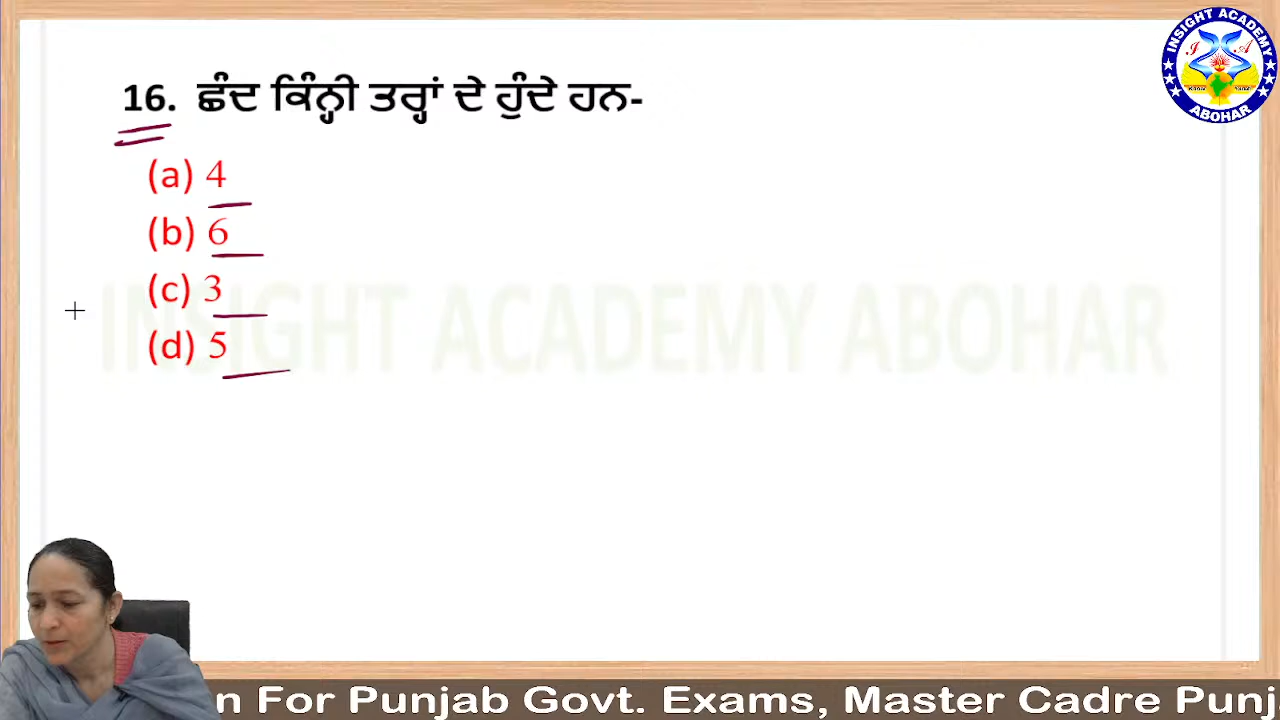 INSIGHT ACADEMY
I A
ABOHAR
16. ਛੰਦ ਕਿੰਨ੍ਹੀ ਤਰ੍ਹਾਂ ਦੇ ਹੁੰਦੇ ਹਨ-
(a) 4
(b) 6
(c) 3
(d) 5
INSIGHT ACADEMY ABOHAR
n For Punjab Govt. Exams, Master Cadre Punj